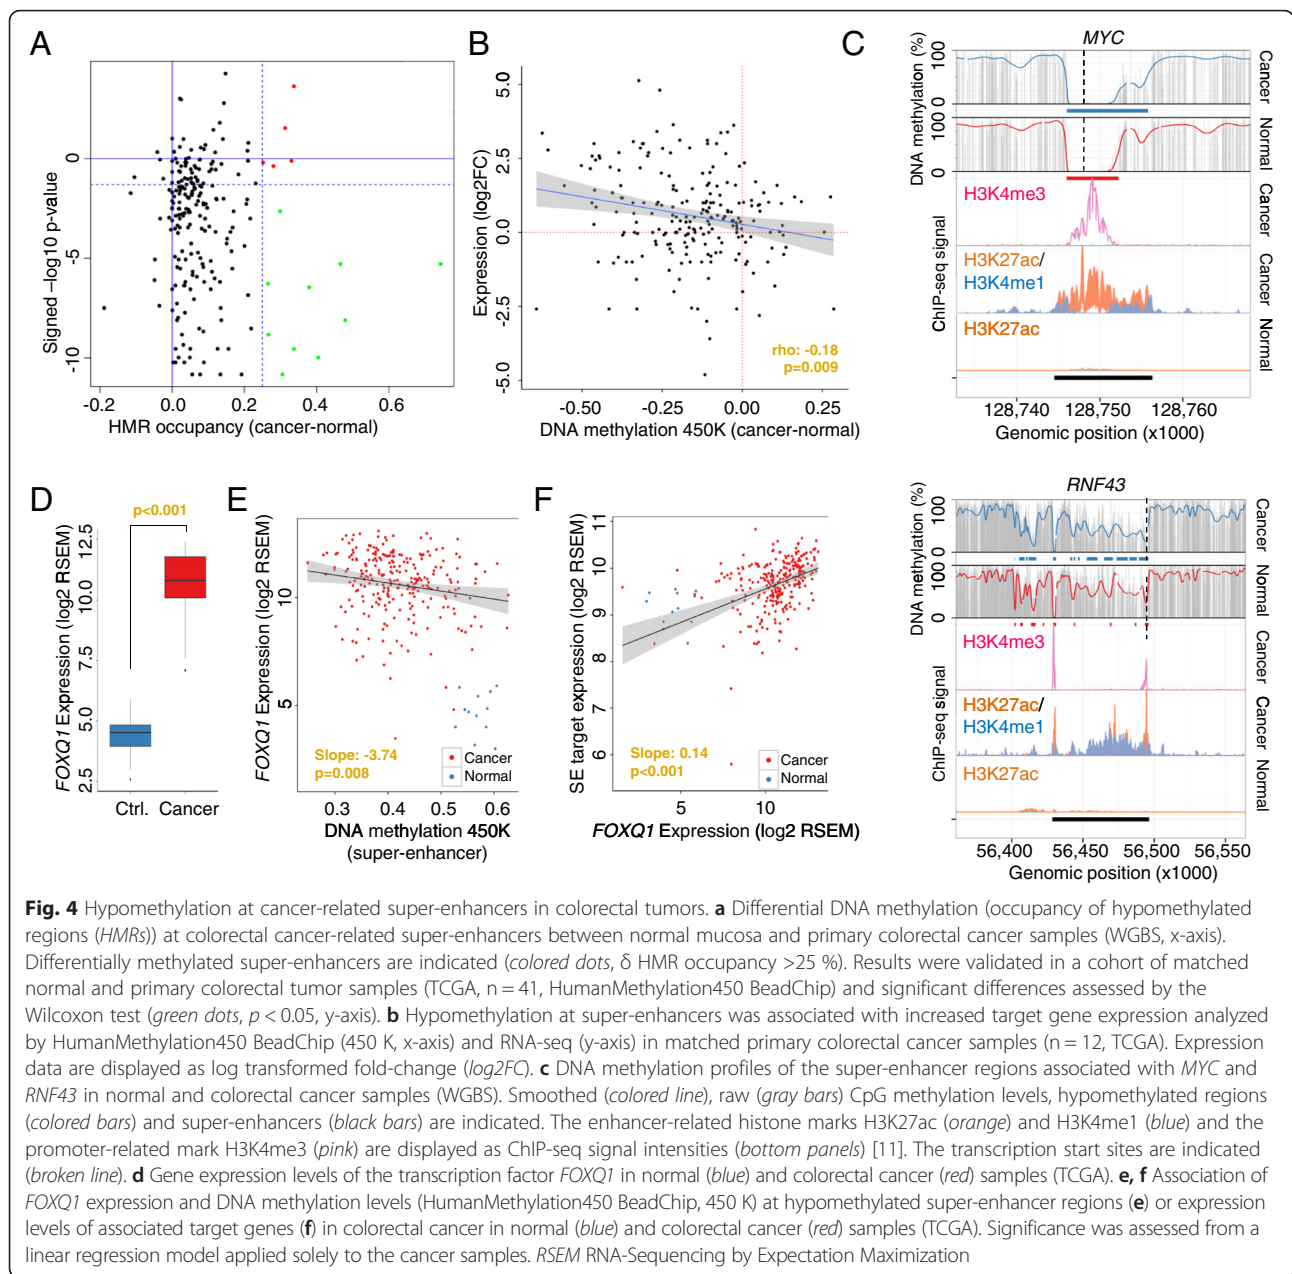 A
Signed –log10 p-value
0
-5
-10
-0.2 0.0 0.2 0.4 0.6
HMR occupancy (cancer-normal)
B
Expression (log2FC)
5.0
2.5
0.0
-2.5
-5.0
rho: -0.18
p=0.009
-0.50 -0.25 0.00 0.25
DNA methylation 450K (cancer-normal)
C
MYC
DNA methylation (%)
100
0
100
0
Cancer
Normal
ChIP-seq signal
H3K4me3
Cancer
H3K27ac/
H3K4me1
Cancer
H3K27ac
Normal
128,740 128,750 128,760
Genomic position (x1000)
RNF43
DNA methylation (%)
100
0
100
0
Cancer
Normal
ChIP-seq signal
H3K4me3
Cancer
H3K27ac/
H3K4me1
Cancer
H3K27ac
Normal
56,400 56,450 56,500 56,550
Genomic position (x1000)
D
FOXQ1 Expression (log2 RSEM)
12.5
10.0
7.5
5.0
2.5
p<0.001
Ctrl. Cancer
E
FOXQ1 Expression (log2 RSEM)
10
5
Slope: -3.74
p=0.008
Cancer
Normal
0.3 0.4 0.5 0.6
DNA methylation 450K
(super-enhancer)
F
SE target expression (log2 RSEM)
11
10
9
8
7
6
Slope: 0.14
p<0.001
Cancer
Normal
5 10
FOXQ1 Expression (log2 RSEM)
Fig. 4 Hypomethylation at cancer-related super-enhancers in colorectal tumors. a Differential DNA methylation (occupancy of hypomethylated
regions (HMRs)) at colorectal cancer-related super-enhancers between normal mucosa and primary colorectal cancer samples (WGBS, x-axis).
Differentially methylated super-enhancers are indicated (colored dots, δ HMR occupancy >25 %). Results were validated in a cohort of matched
normal and primary colorectal tumor samples (TCGA, n = 41, HumanMethylation450 BeadChip) and significant differences assessed by the
Wilcoxon test (green dots, p < 0.05, y-axis). b Hypomethylation at super-enhancers was associated with increased target gene expression analyzed
by HumanMethylation450 BeadChip (450 K, x-axis) and RNA-seq (y-axis) in matched primary colorectal cancer samples (n = 12, TCGA). Expression
data are displayed as log transformed fold-change (log2FC). c DNA methylation profiles of the super-enhancer regions associated with MYC and
RNF43 in normal and colorectal cancer samples (WGBS). Smoothed (colored line), raw (gray bars) CpG methylation levels, hypomethylated regions
(colored bars) and super-enhancers (black bars) are indicated. The enhancer-related histone marks H3K27ac (orange) and H3K4me1 (blue) and the
promoter-related mark H3K4me3 (pink) are displayed as ChIP-seq signal intensities (bottom panels) [11]. The transcription start sites are indicated
(broken line). d Gene expression levels of the transcription factor FOXQ1 in normal (blue) and colorectal cancer (red) samples (TCGA). e, f Association of
FOXQ1 expression and DNA methylation levels (HumanMethylation450 BeadChip, 450 K) at hypomethylated super-enhancer regions (e) or expression
levels of associated target genes (f) in colorectal cancer in normal (blue) and colorectal cancer (red) samples (TCGA). Significance was assessed from a
linear regression model applied solely to the cancer samples. RSEM RNA-Sequencing by Expectation Maximization